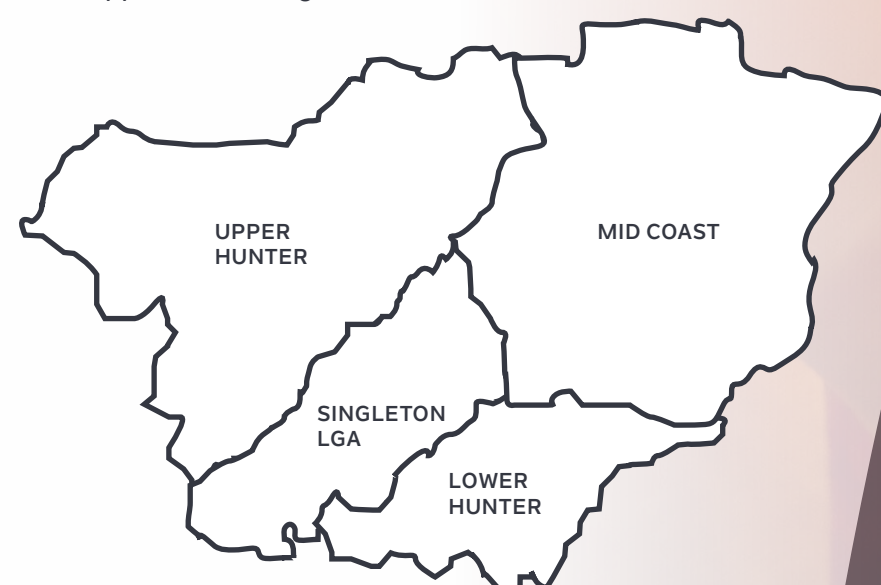 UPPER
HUNTER
MID COAST
SINGLETON
LGA
LOWER
HUNTER